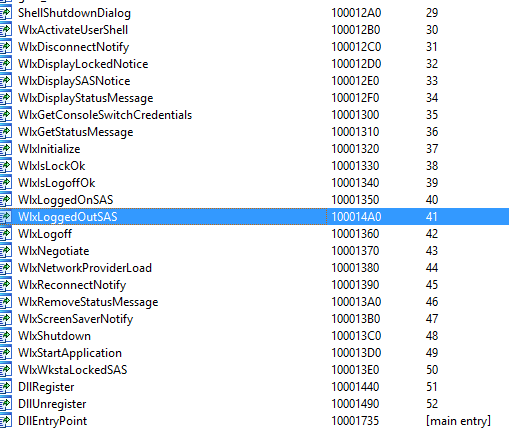 ShellShutdownDialog 100012A0 29
WlxActivateUserShell 100012B0 30
WlxDisconnectNotify 100012C0 31
WlxDisplayLockedNotice 100012D0 32
WlxDisplaySASNotice 100012E0 33
WlxDisplayStatusMessage 100012F0 34
WlxGetConsoleSwitchCredentials 10001300 35
WlxGetStatusMessage 10001310 36
WlxInitialize 10001320 37
WlxIsLockOk 10001330 38
WlxIsLogoffOk 10001340 39
WlxLoggedOnSAS 10001350 40
WlxLoggedOutSAS 100014A0 41
WlxLogoff 10001360 42
WlxNegotiate 10001370 43
WlxNetworkProviderLoad 10001380 44
WlxReconnectNotify 10001390 45
WlxRemoveStatusMessage 100013A0 46
WlxScreenSaverNotify 100013B0 47
WlxShutdown 100013C0 48
WlxStartApplication 100013D0 49
WlxWkstaLockedSAS 100013E0 50
DllRegister 10001440 51
DllUnregister 10001490 52
DllEntryPoint 10001735 [main entry]